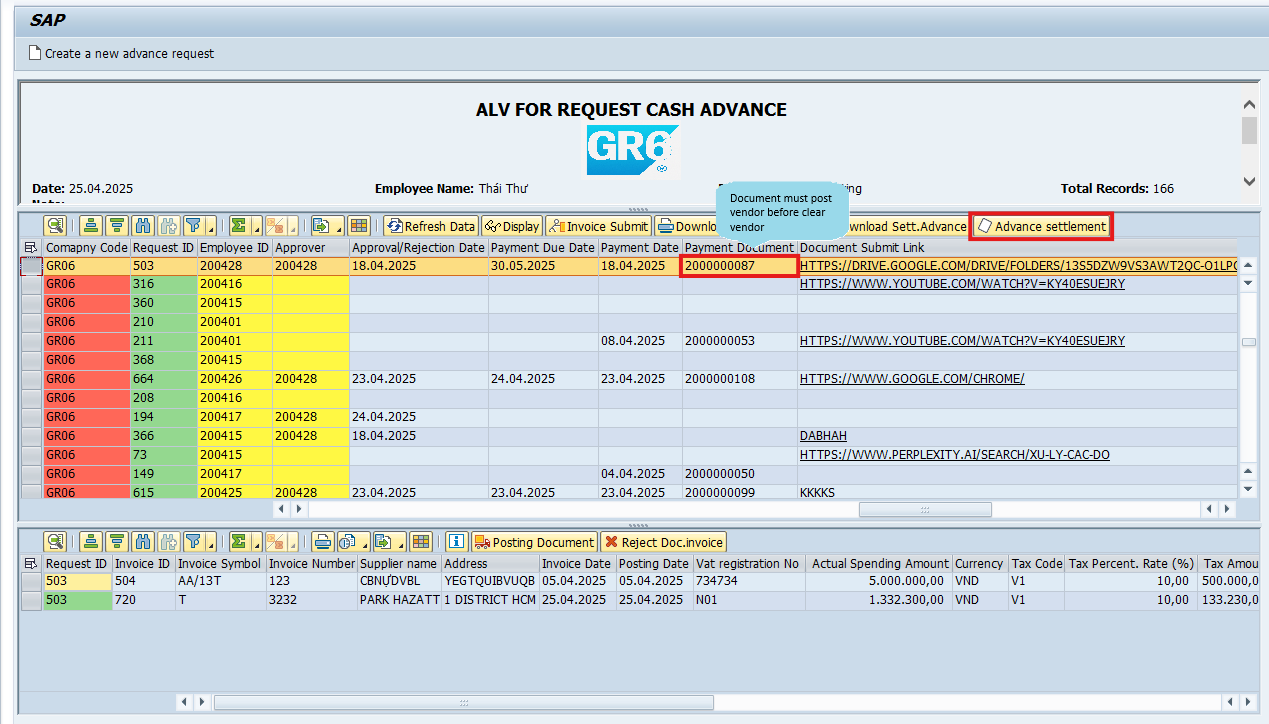 SAP
Create a new advance request
ALV FOR REQUEST CASH ADVANCE
GR6
Date: 25.04.2025 Employee Name: Thái Thư Total Records: 166
Document must post
vendor before clear
vendor
Refresh Data Display Invoice Submit Sett.Advance Advance settlement
Comapny Code Request ID Employee ID Approver Approval/Rejection Date Payment Due Date Payment Date Payment Document Document Submit Link
GR06 503 200428 200428 18.04.2025 30.05.2025 18.04.2025 2000000087 HTTPS://DRIVE.GOOGLE.COM/DRIVE/FOLDERS/13S5DZW9VS3AWT2QC-O1LPC
GR06 316 200416 HTTPS://WWW.YOUTUBE.COM/WATCH?V=KY40ESUEJRY
GR06 360 200415
GR06 210 200401
GR06 211 200401 08.04.2025 2000000053 HTTPS://WWW.YOUTUBE.COM/WATCH?V=KY40ESUEJRY
GR06 368 200415
GR06 664 200426 200428 23.04.2025 24.04.2025 23.04.2025 2000000108 HTTPS://WWW.GOOGLE.COM/CHROME/
GR06 208 200416
GR06 194 200417 200428 24.04.2025
GR06 366 200415 200428 18.04.2025 DABHAH
GR06 73 200415 HTTPS://WWW.PERPLEXITY.AI/SEARCH/XU-LY-CAC-DO
GR06 149 200417 04.04.2025 2000000050
GR06 615 200425 200428 23.04.2025 23.04.2025 23.04.2025 2000000099 KKKKS
Posting Document Reject Doc.invoice
Request ID Invoice ID Invoice Symbol Invoice Number Supplier name Address Invoice Date Posting Date Vat registration No Actual Spending Amount Currency Tax Code Tax Percent. Rate (%) Tax Amou
503 504 AA/13T 123 CBNỰDVBL YEGTQUIBVUQB 05.04.2025 05.04.2025 734734 5.000.000,00 VND V1 10,00 500.000,0
503 720 T 3232 PARK HAZATT 1 DISTRICT HCM 25.04.2025 25.04.2025 N01 1.332.300,00 VND V1 10,00 133.230,0